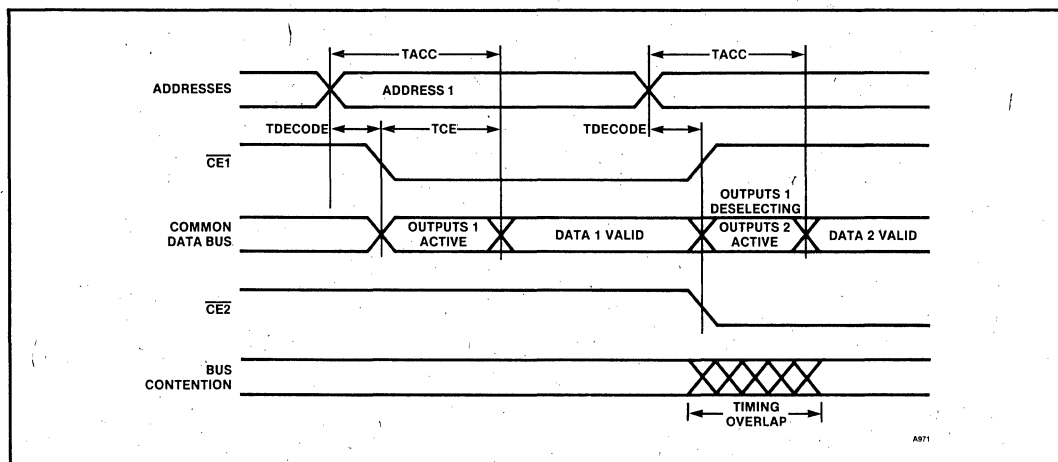 TACC TACC
ADDRESSES ADDRESS 1
TDECODE TCE TDECODE
CE1
OUTPUTS 1
DESELECTING
COMMON
DATA BUS
OUTPUTS 1
ACTIVE
DATA 1 VALID
OUTPUTS 2
ACTIVE
DATA 2 VALID
CE2
BUS
CONTENTION
TIMING
OVERLAP
A971